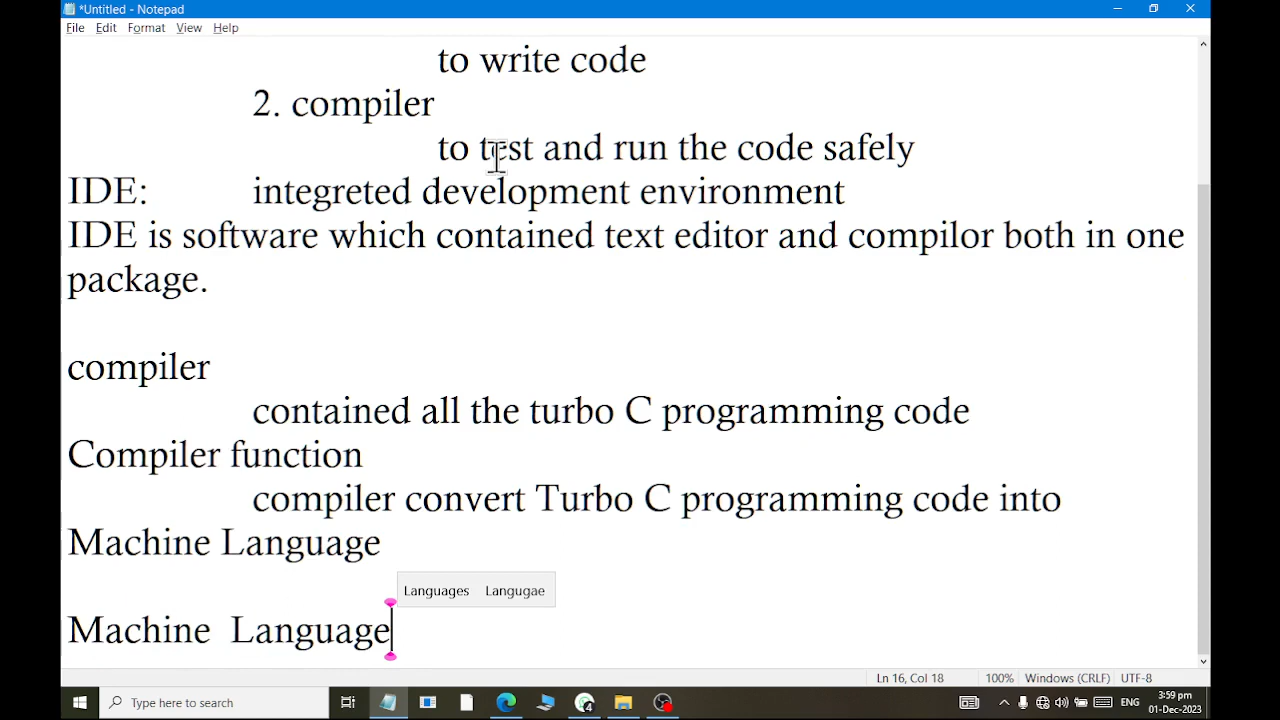 *Untitled - Notepad
File Edit Format View Help
to write code
2. compiler
to test and run the code safely
IDE: integreted development environment
IDE is software which contained text editor and compilor both in one
package.
compiler
contained all the turbo C programming code
Compiler function
compiler convert Turbo C programming code into
Machine Language
Languages Langugae
Machine Language
Ln 16, Col 18 100% Windows (CRLF) UTF-8
Type here to search
4
ENG
3:59 pm
01-Dec-2023